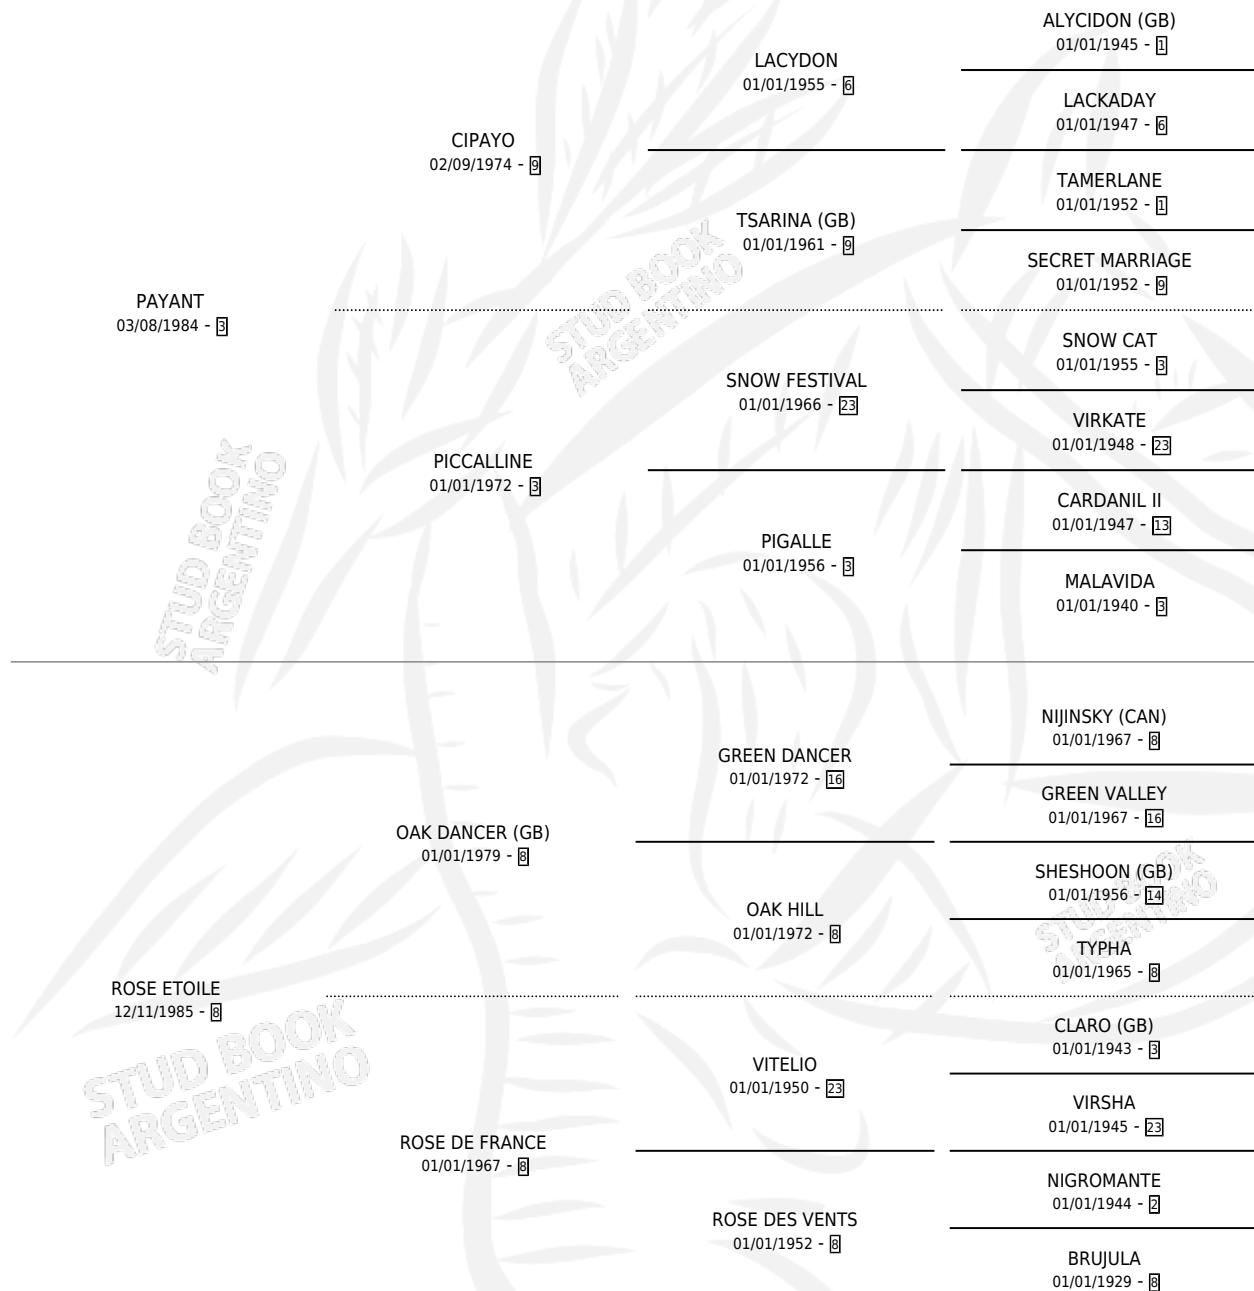 ALYCIDON (GB)
01/01/1945 - 1
LACYDON
01/01/1955 - 6
LACKADAY
01/01/1947 - 6
CIPAYO
02/09/1974 - 9
TAMERLANE
01/01/1952 - 1
TSARINA (GB)
01/01/1961 - 9
SECRET MARRIAGE
01/01/1952 - 9
PAYANT
03/08/1984 - 3
SNOW CAT
01/01/1955 - 3
SNOW FESTIVAL
01/01/1966 - 23
VIRKATE
01/01/1948 - 23
PICCALLINE
01/01/1972 - 3
CARDANIL II
01/01/1947 - 13
PIGALLE
01/01/1956 - 3
MALAVIDA
01/01/1940 - 3
NIJINSKY (CAN)
01/01/1967 - 8
GREEN DANCER
01/01/1972 - 16
GREEN VALLEY
01/01/1967 - 16
OAK DANCER (GB)
01/01/1979 - 8
SHESHOON (GB)
01/01/1956 - 14
OAK HILL
01/01/1972 - 8
TYPHA
01/01/1965 - 8
ROSE ETOILE
12/11/1985 - 8
CLARO (GB)
01/01/1943 - 3
VITELIO
01/01/1950 - 23
VIRSHA
01/01/1945 - 23
ROSE DE FRANCE
01/01/1967 - 8
NIGROMANTE
01/01/1944 - 2
ROSE DES VENTS
01/01/1952 - 8
BRUJULA
01/01/1929 - 8
STUD BOOK
ARGENTINO
STUD BOOK
ARGENTINO
STUD BOOK
ARGENTINO
STUD BOOK
ARGENTINO